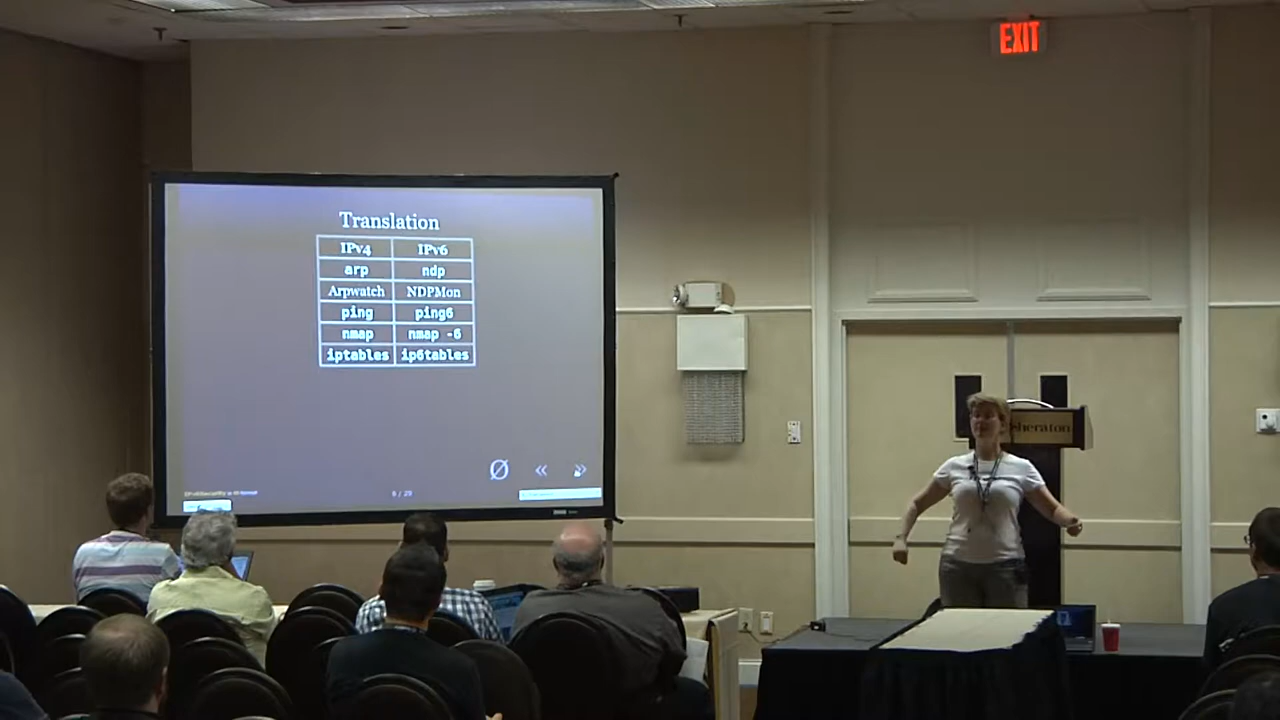 EXIT
Translation
IPv4 IPv6
arp ndp
Arpwatch NDPMon
ping ping6
nmap nmap -6
iptables ip6tables
sheraton